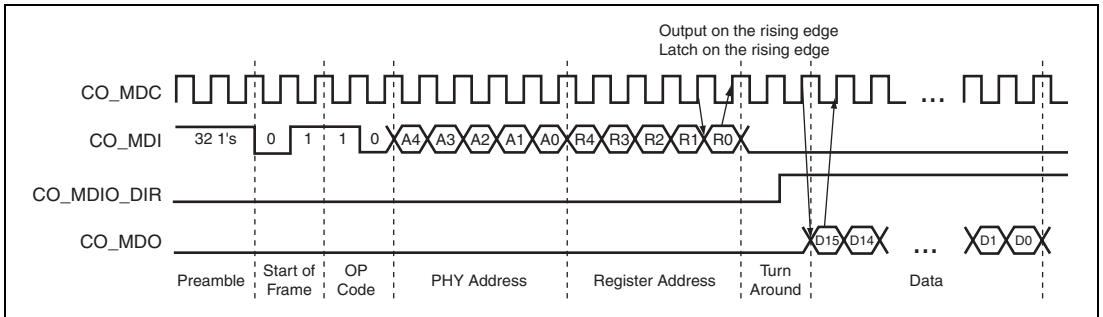 Output on the rising edge
Latch on the rising edge
CO_MDC ...
CO_MDI 32 1's 0 1 1 0 A4 A3 A2 A1 A0 R4 R3 R2 R1 R0
CO_MDIO_DIR
CO_MDO D15 D14 ... D1 D0
Preamble Start of Frame OP Code PHY Address Register Address Turn Around Data